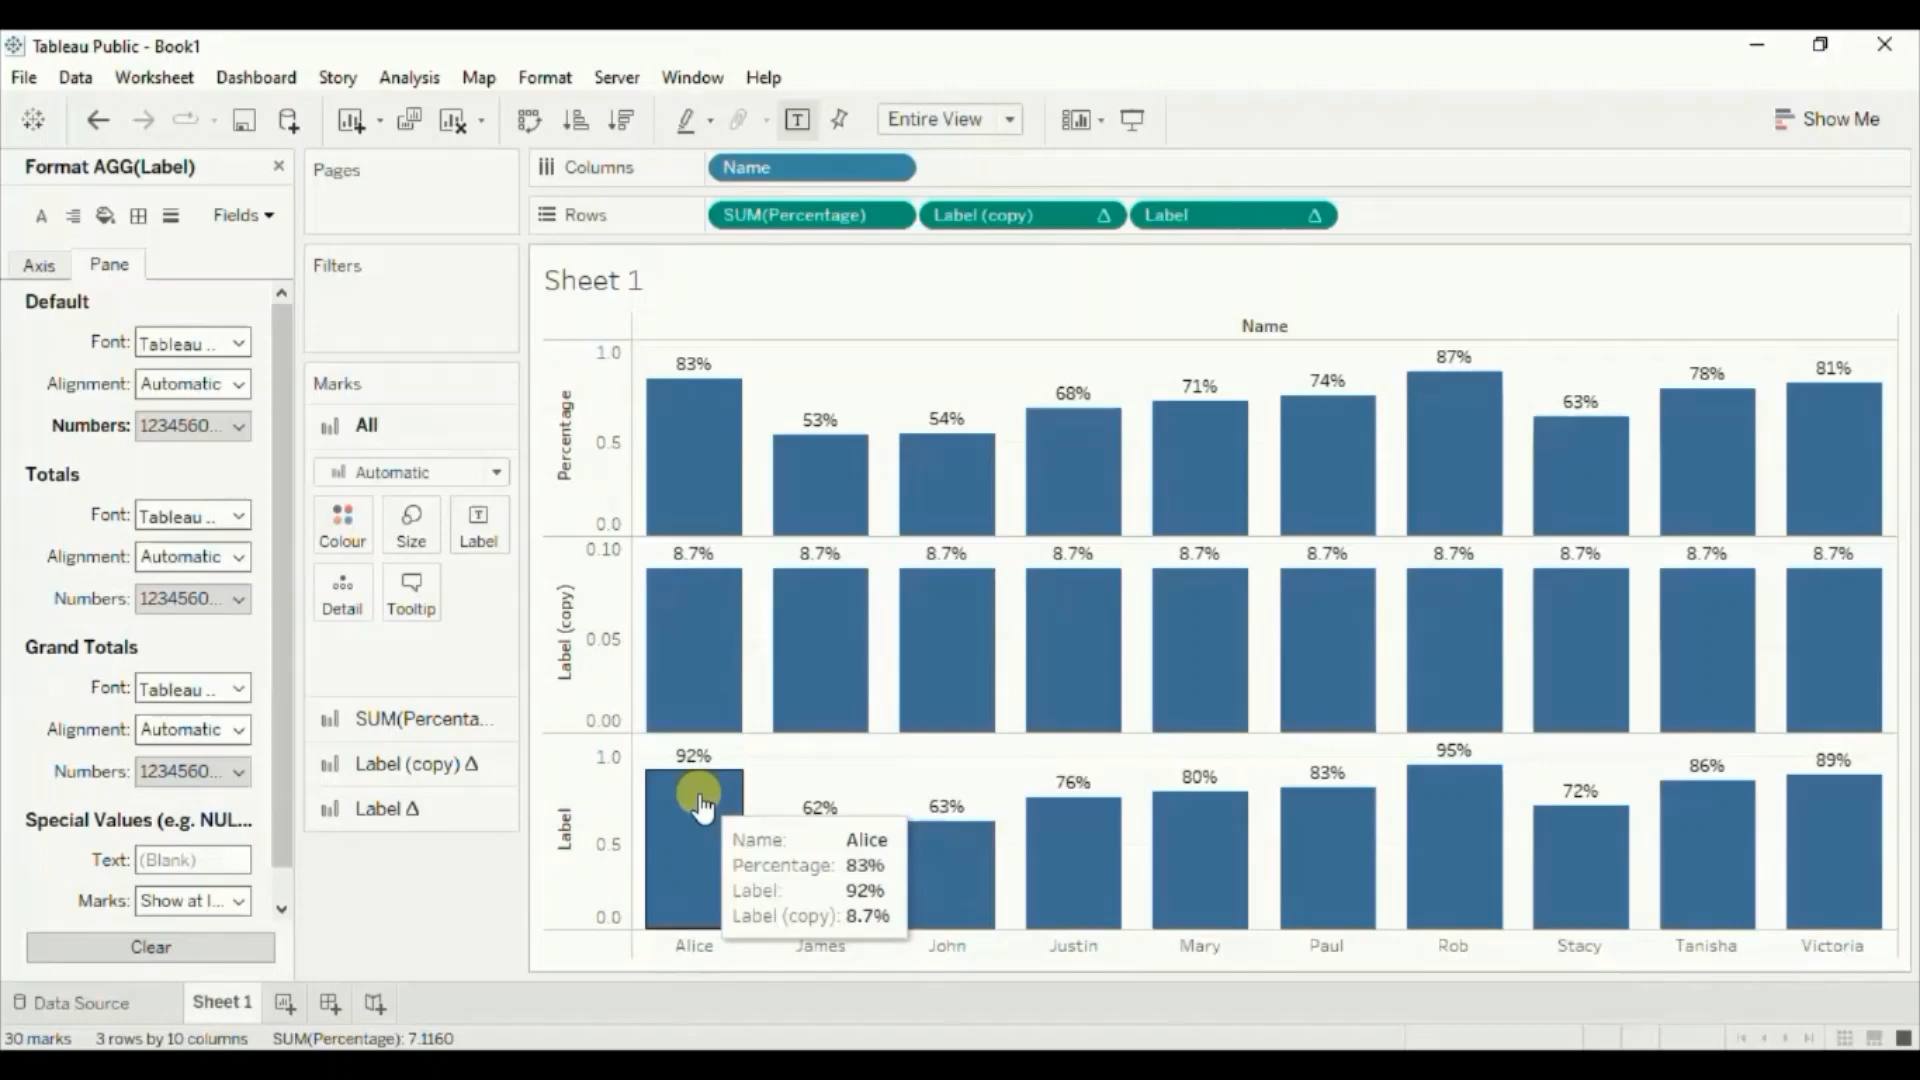 Tableau Public - Book1
File Data Worksheet Dashboard Story Analysis Map Format Server Window Help
Entire View
Show Me
Format AGG(Label)
Fields
Axis
Pane
Default
Font: Tableau ..
Alignment: Automatic
Numbers: 1234560...
Totals
Font: Tableau ..
Alignment: Automatic
Numbers: 1234560...
Grand Totals
Font: Tableau ..
Alignment: Automatic
Numbers: 1234560...
Special Values (e.g. NUL...
Text: (Blank)
Marks: Show at l...
Clear
Pages
Filters
Marks
All
Automatic
Colour Size Label
Detail Tooltip
SUM(Percenta...
Label (copy) Δ
Label Δ
Columns Name
Rows SUM(Percentage) Label (copy) Δ Label Δ
Sheet 1
Name
Percentage
1.0
0.5
0.0
83% 53% 54% 68% 71% 74% 87% 63% 78% 81%
Label (copy)
0.10
0.05
0.00
8.7% 8.7% 8.7% 8.7% 8.7% 8.7% 8.7% 8.7% 8.7% 8.7%
Label
1.0
0.5
0.0
92% 62% 63% 76% 80% 83% 95% 72% 86% 89%
Name: Alice
Percentage: 83%
Label: 92%
Label (copy): 8.7%
Alice James John Justin Mary Paul Rob Stacy Tanisha Victoria
Data Source Sheet 1
30 marks 3 rows by 10 columns SUM(Percentage): 7.1160